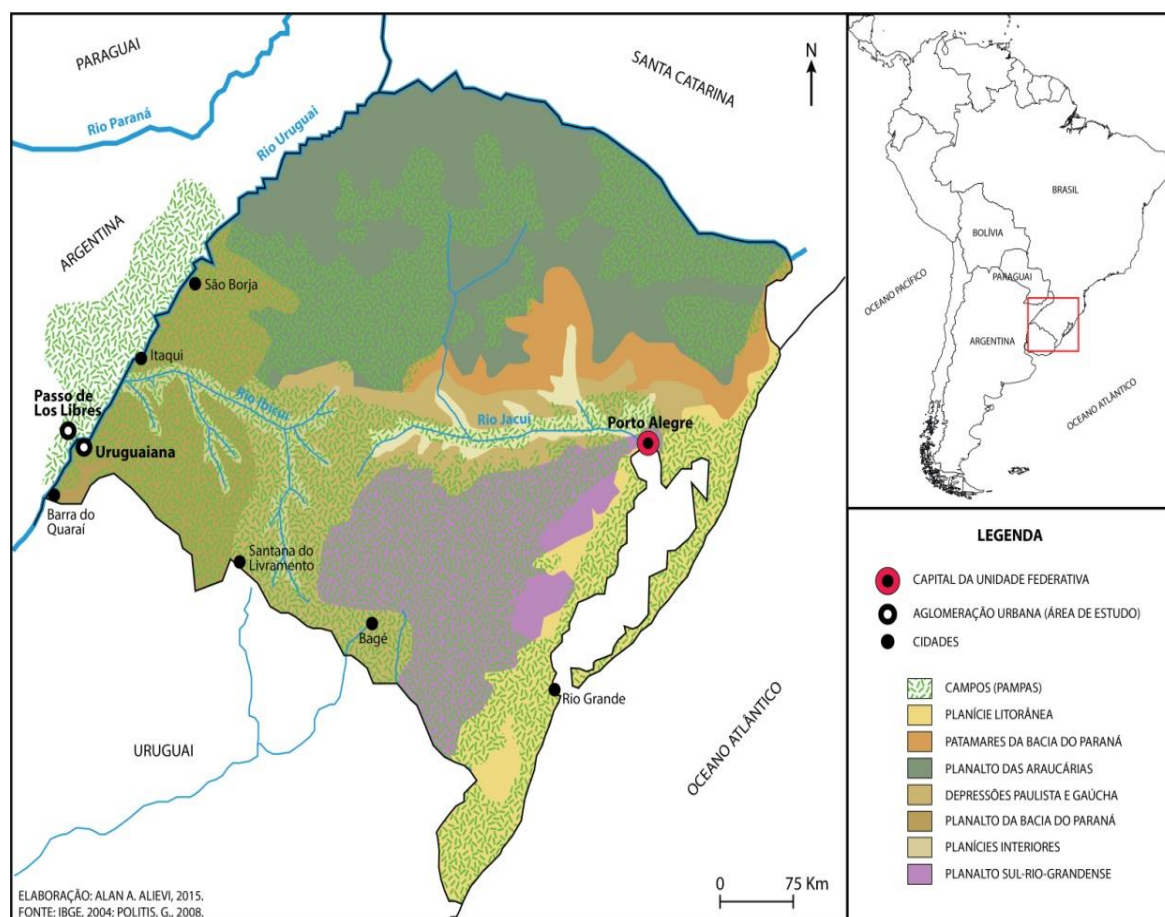 PARAGUAI
SANTA CATARINA
N
Rio Paraná
Rio Uruguai
ARGENTINA
São Borja
Itaqui
Passo de
Los Libres
Uruguaiana
Rio Ibicuí
Rio Jacuí
Porto Alegre
Barra do
Quaraí
Santana do
Livramento
Bagé
Rio Grande
URUGUAI
OCEANO ATLÂNTICO
0 75 Km
ELABORAÇÃO: ALAN A. ALIEVI, 2015.
FONTE: IBGE, 2004; POLITIS, G., 2008.
BRASIL
BOLÍVIA
PARAGUAI
OCEANO PACÍFICO
ARGENTINA
OCEANO ATLÂNTICO
LEGENDA
CAPITAL DA UNIDADE FEDERATIVA
AGLOMERAÇÃO URBANA (ÁREA DE ESTUDO)
CIDADES
CAMPOS (PAMPAS)
PLANÍCIE LITORÂNEA
PATAMARES DA BACIA DO PARANÁ
PLANALTO DAS ARAUCÁRIAS
DEPRESSÕES PAULISTA E GAÚCHA
PLANALTO DA BACIA DO PARANÁ
PLANÍCIES INTERIORES
PLANALTO SUL-RIO-GRANDENSE